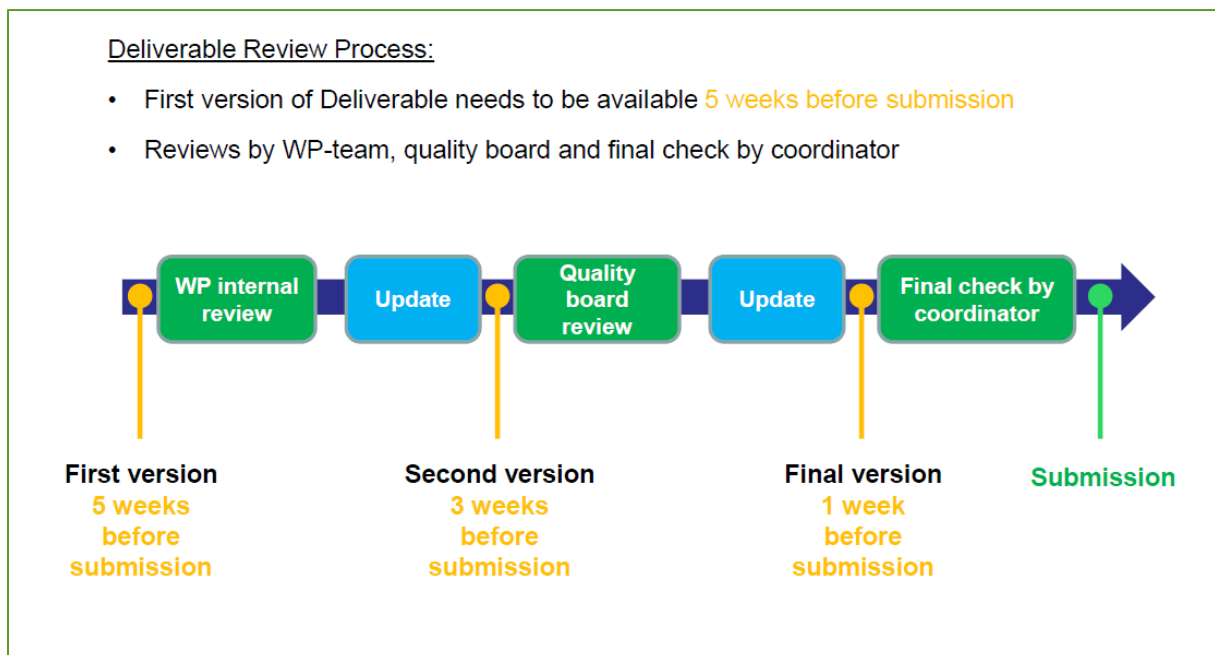 Deliverable Review Process:
• First version of Deliverable needs to be available 5 weeks before submission
• Reviews by WP-team, quality board and final check by coordinator
WP internal
review
Update
Quality
board
review
Update
Final check by
coordinator
First version
5 weeks
before
submission
Second version
3 weeks
before
submission
Final version
1 week
before
submission
Submission